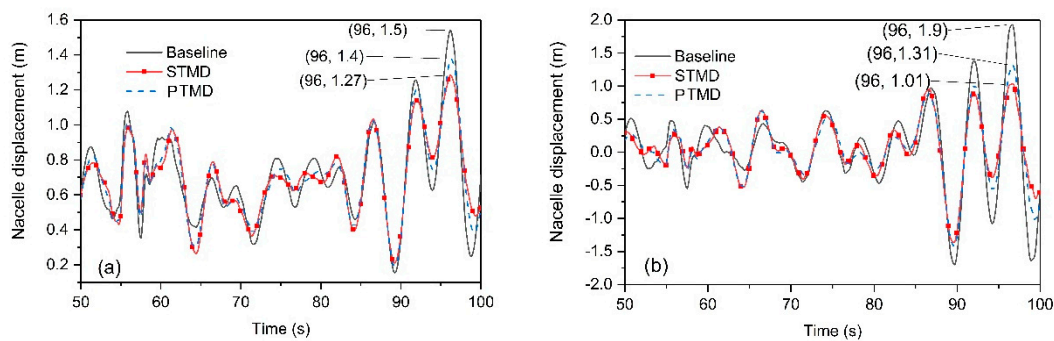 1.6
1.4
1.2
1.0
0.8
0.6
0.4
0.2
Nacelle displacement (m)
Baseline
STMD
PTMD
(96, 1.5)
(96, 1.4)
(96, 1.27)
(a)
50 60 70 80 90 100
Time (s)
2.0
1.5
1.0
0.5
0.0
-0.5
-1.0
-1.5
-2.0
Nacelle displacement (m)
Baseline
STMD
PTMD
(96, 1.9)
(96,1.31)
(96, 1.01)
(b)
50 60 70 80 90 100
Time (s)